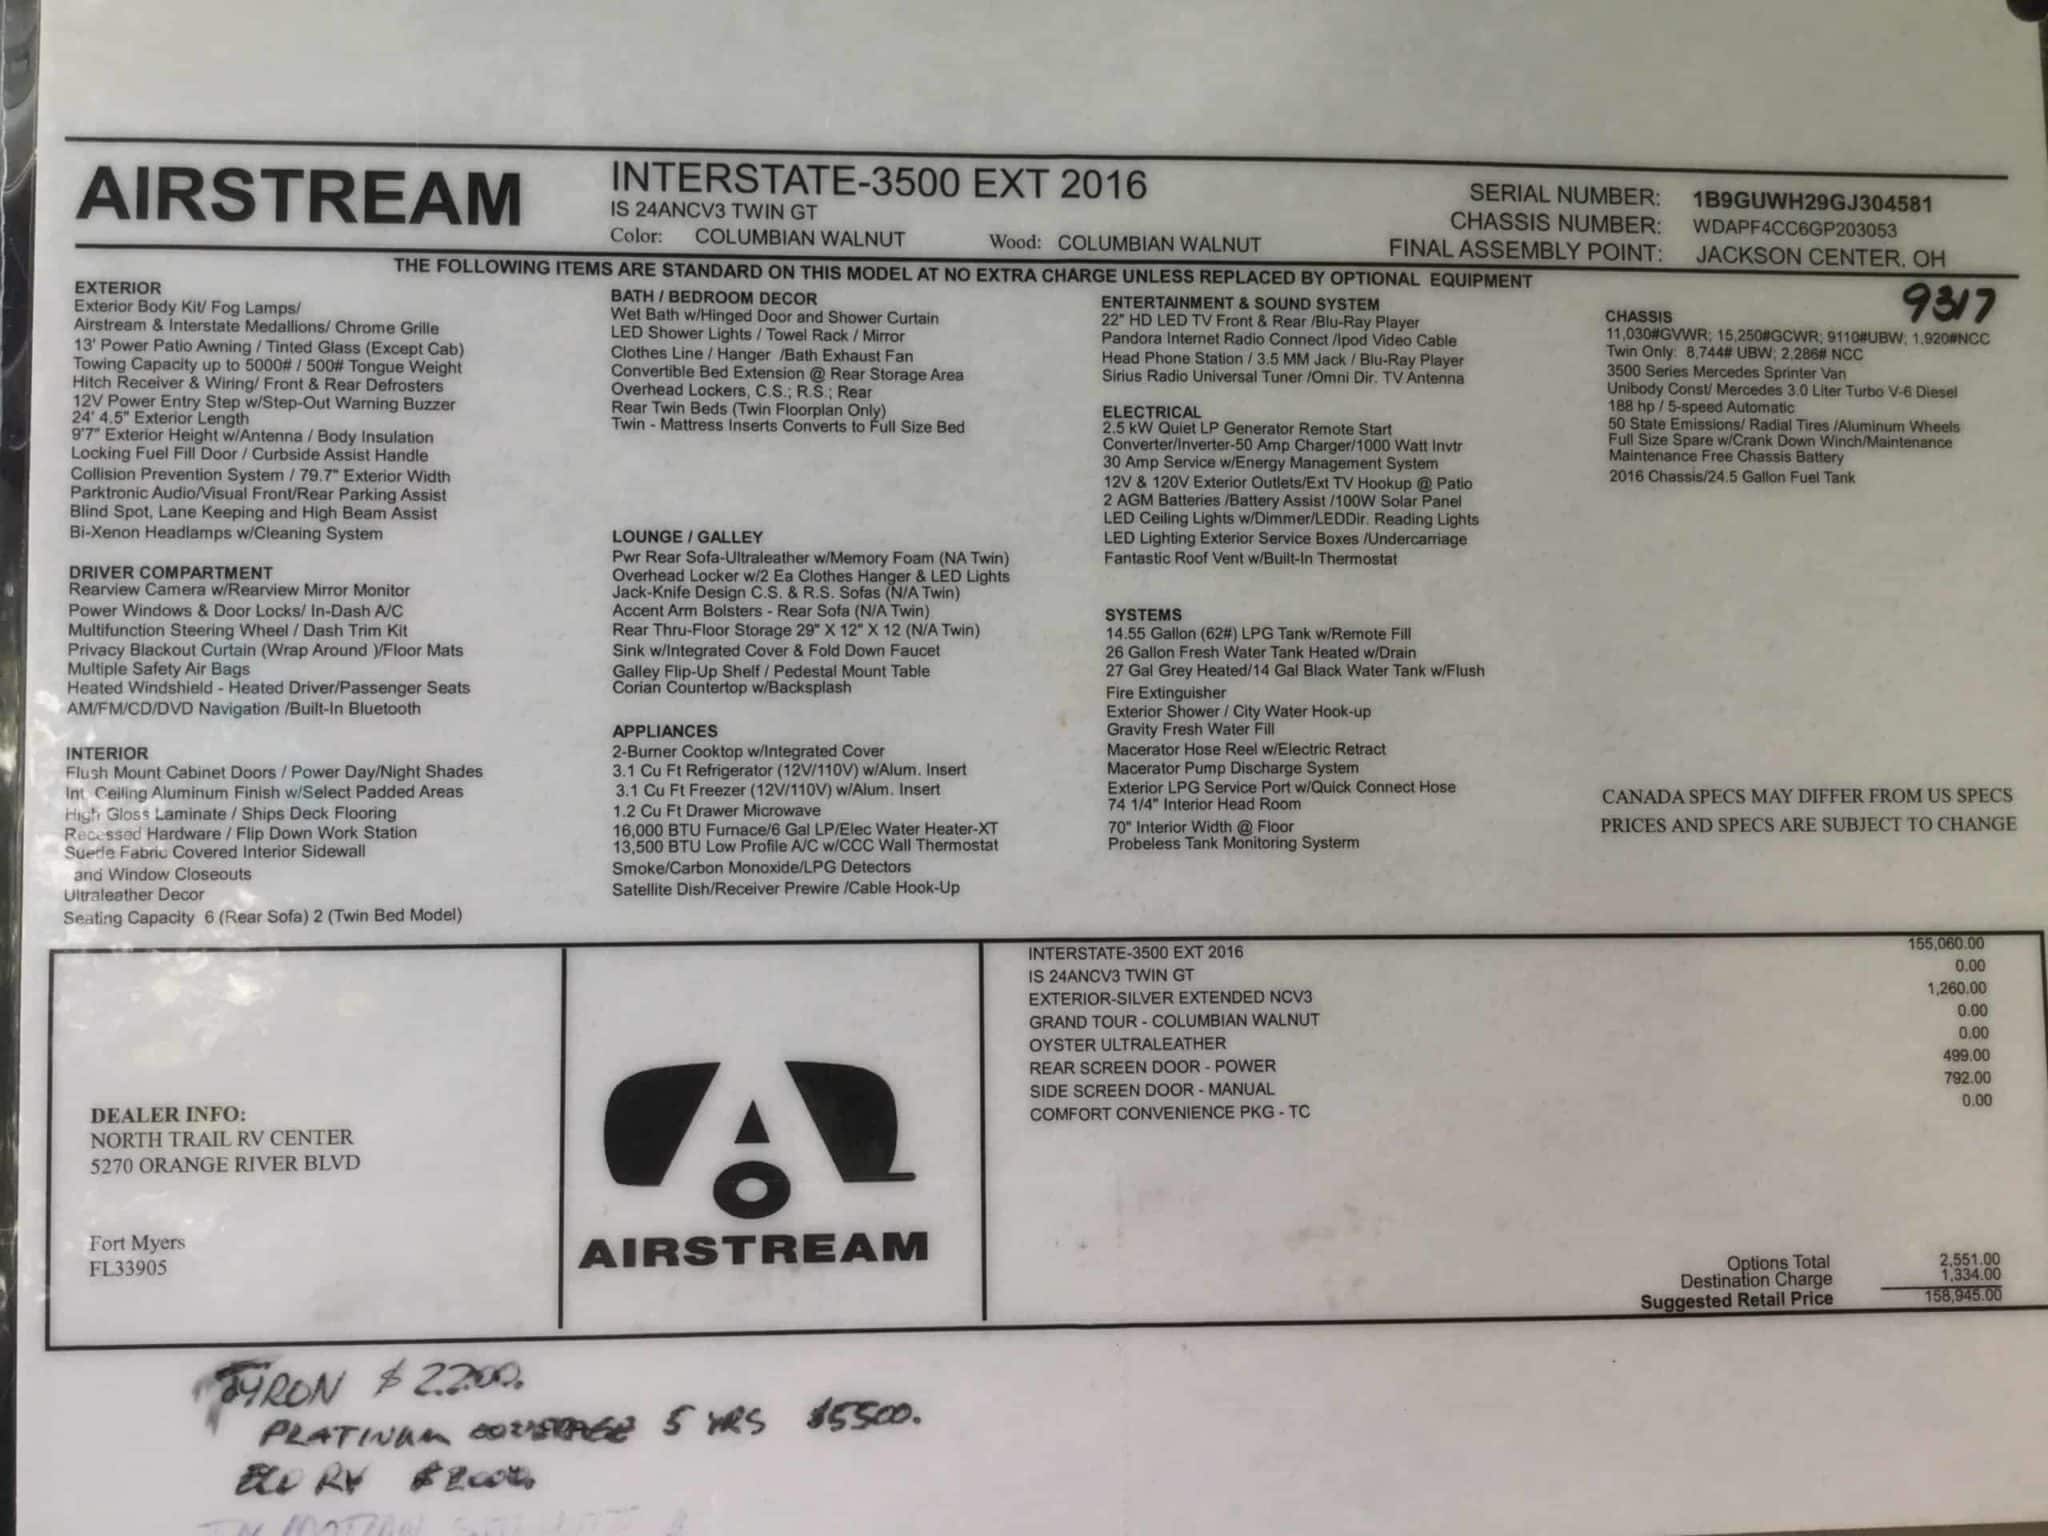 AIRSTREAM
INTERSTATE-3500 EXT 2016
IS 24ANCV3 TWIN GT
Color: COLUMBIAN WALNUT Wood: COLUMBIAN WALNUT
SERIAL NUMBER: 1B9GUWH29GJ304581
CHASSIS NUMBER: WDAPF4CC6GP203053
FINAL ASSEMBLY POINT: JACKSON CENTER, OH
THE FOLLOWING ITEMS ARE STANDARD ON THIS MODEL AT NO EXTRA CHARGE UNLESS REPLACED BY OPTIONAL EQUIPMENT
EXTERIOR
Exterior Body Kit/ Fog Lamps/
Airstream & Interstate Medallions/ Chrome Grille
13' Power Patio Awning / Tinted Glass (Except Cab)
Towing Capacity up to 5000# / 500# Tongue Weight
Hitch Receiver & Wiring/ Front & Rear Defrosters
12V Power Entry Step w/Step-Out Warning Buzzer
24' 4.5" Exterior Length
9'7" Exterior Height w/Antenna / Body Insulation
Locking Fuel Fill Door / Curbside Assist Handle
Collision Prevention System / 79.7" Exterior Width
Parktronic Audio/Visual Front/Rear Parking Assist
Blind Spot, Lane Keeping and High Beam Assist
Bi-Xenon Headlamps w/Cleaning System
DRIVER COMPARTMENT
Rearview Camera w/Rearview Mirror Monitor
Power Windows & Door Locks/ In-Dash A/C
Multifunction Steering Wheel / Dash Trim Kit
Privacy Blackout Curtain (Wrap Around )/Floor Mats
Multiple Safety Air Bags
Heated Windshield - Heated Driver/Passenger Seats
AM/FM/CD/DVD Navigation /Built-In Bluetooth
INTERIOR
Flush Mount Cabinet Doors / Power Day/Night Shades
Int. Ceiling Aluminum Finish w/Select Padded Areas
High Gloss Laminate / Ships Deck Flooring
Recessed Hardware / Flip Down Work Station
Suede Fabric Covered Interior Sidewall
and Window Closeouts
Ultraleather Decor
Seating Capacity 6 (Rear Sofa) 2 (Twin Bed Model)
BATH / BEDROOM DECOR
Wet Bath w/Hinged Door and Shower Curtain
LED Shower Lights / Towel Rack / Mirror
Clothes Line / Hanger /Bath Exhaust Fan
Convertible Bed Extension @ Rear Storage Area
Overhead Lockers, C.S.; R.S.; Rear
Rear Twin Beds (Twin Floorplan Only)
Twin - Mattress Inserts Converts to Full Size Bed
LOUNGE / GALLEY
Pwr Rear Sofa-Ultraleather w/Memory Foam (NA Twin)
Overhead Locker w/2 Ea Clothes Hanger & LED Lights
Jack-Knife Design C.S. & R.S. Sofas (N/A Twin)
Accent Arm Bolsters - Rear Sofa (N/A Twin)
Rear Thru-Floor Storage 29" X 12" X 12 (N/A Twin)
Sink w/Integrated Cover & Fold Down Faucet
Galley Flip-Up Shelf / Pedestal Mount Table
Corian Countertop w/Backsplash
APPLIANCES
2-Burner Cooktop w/Integrated Cover
3.1 Cu Ft Refrigerator (12V/110V) w/Alum. Insert
3.1 Cu Ft Freezer (12V/110V) w/Alum. Insert
1.2 Cu Ft Drawer Microwave
16,000 BTU Furnace/6 Gal LP/Elec Water Heater-XT
13,500 BTU Low Profile A/C w/CCC Wall Thermostat
Smoke/Carbon Monoxide/LPG Detectors
Satellite Dish/Receiver Prewire /Cable Hook-Up
ENTERTAINMENT & SOUND SYSTEM
22" HD LED TV Front & Rear /Blu-Ray Player
Pandora Internet Radio Connect /Ipod Video Cable
Head Phone Station / 3.5 MM Jack / Blu-Ray Player
Sirius Radio Universal Tuner /Omni Dir. TV Antenna
ELECTRICAL
2.5 kW Quiet LP Generator Remote Start
Converter/Inverter-50 Amp Charger/1000 Watt Invtr
30 Amp Service w/Energy Management System
12V & 120V Exterior Outlets/Ext TV Hookup @ Patio
2 AGM Batteries /Battery Assist /100W Solar Panel
LED Ceiling Lights w/Dimmer/LEDDir. Reading Lights
LED Lighting Exterior Service Boxes /Undercarriage
Fantastic Roof Vent w/Built-In Thermostat
SYSTEMS
14.55 Gallon (62#) LPG Tank w/Remote Fill
26 Gallon Fresh Water Tank Heated w/Drain
27 Gal Grey Heated/14 Gal Black Water Tank w/Flush
Fire Extinguisher
Exterior Shower / City Water Hook-up
Gravity Fresh Water Fill
Macerator Hose Reel w/Electric Retract
Macerator Pump Discharge System
Exterior LPG Service Port w/Quick Connect Hose
74 1/4" Interior Head Room
70" Interior Width @ Floor
Probeless Tank Monitoring Systerm
9317
CHASSIS
11,030#GVWR; 15,250#GCWR; 9110#UBW; 1,920#NCC
Twin Only: 8,744# UBW; 2,286# NCC
3500 Series Mercedes Sprinter Van
Unibody Const/ Mercedes 3.0 Liter Turbo V-6 Diesel
188 hp / 5-speed Automatic
50 State Emissions/ Radial Tires /Aluminum Wheels
Full Size Spare w/Crank Down Winch/Maintenance
Maintenance Free Chassis Battery
2016 Chassis/24.5 Gallon Fuel Tank
CANADA SPECS MAY DIFFER FROM US SPECS
PRICES AND SPECS ARE SUBJECT TO CHANGE
DEALER INFO:
NORTH TRAIL RV CENTER
5270 ORANGE RIVER BLVD
Fort Myers
FL33905
AIRSTREAM
INTERSTATE-3500 EXT 2016 155,060.00
IS 24ANCV3 TWIN GT 0.00
EXTERIOR-SILVER EXTENDED NCV3 1,260.00
GRAND TOUR - COLUMBIAN WALNUT 0.00
OYSTER ULTRALEATHER 0.00
REAR SCREEN DOOR - POWER 499.00
SIDE SCREEN DOOR - MANUAL 792.00
COMFORT CONVENIENCE PKG - TC 0.00
Options Total 2,551.00
Destination Charge 1,334.00
Suggested Retail Price 158,945.00
TYRON $2200.
PLATINUM COVERAGE 5 YRS $5500.
ECO RV